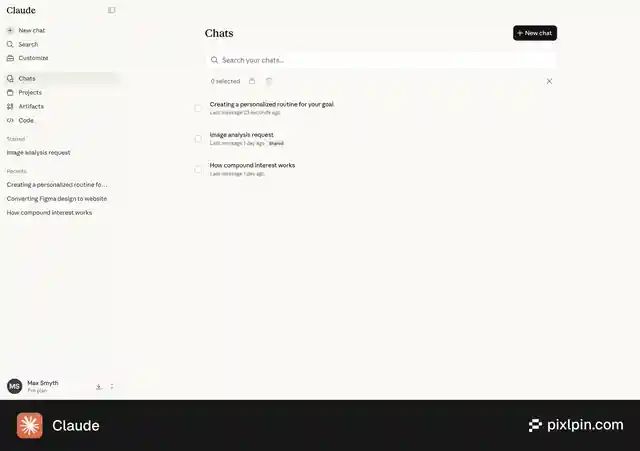 Claude
New chat
Search
Customize
Chats
Projects
Artifacts
Code
Starred
Image analysis request
Recents
Creating a personalized routine fo...
Converting Figma design to website
How compound interest works
MS
Max Smyth
Pro plan
Chats
+ New chat
Search your chats...
0 selected
Creating a personalized routine for your goal
Last message 23 seconds ago
Image analysis request
Last message 1 day ago Shared
How compound interest works
Last message 1 day ago
Claude
pixlpin.com